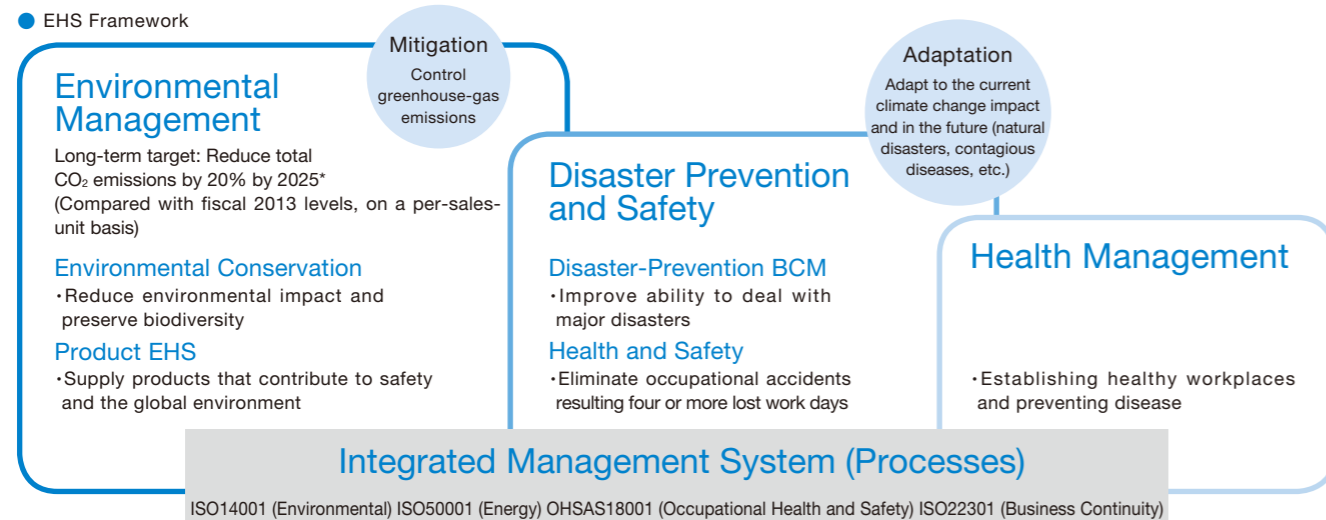 EHS Framework
Mitigation
Control
greenhouse-gas
emissions
Adaptation
Adapt to the current
climate change impact
and in the future (natural
disasters, contagious
diseases, etc.)
Environmental
Management
Long-term target: Reduce total
CO₂ emissions by 20% by 2025*
(Compared with fiscal 2013 levels, on a per-sales-
unit basis)
Environmental Conservation
・Reduce environmental impact and
preserve biodiversity
Product EHS
・Supply products that contribute to safety
and the global environment
Disaster Prevention
and Safety
Disaster-Prevention BCM
・Improve ability to deal with
major disasters
Health and Safety
・Eliminate occupational accidents
resulting four or more lost work days
Health Management
・Establishing healthy workplaces
and preventing disease
Integrated Management System (Processes)
ISO14001 (Environmental) ISO50001 (Energy) OHSAS18001 (Occupational Health and Safety) ISO22301 (Business Continuity)